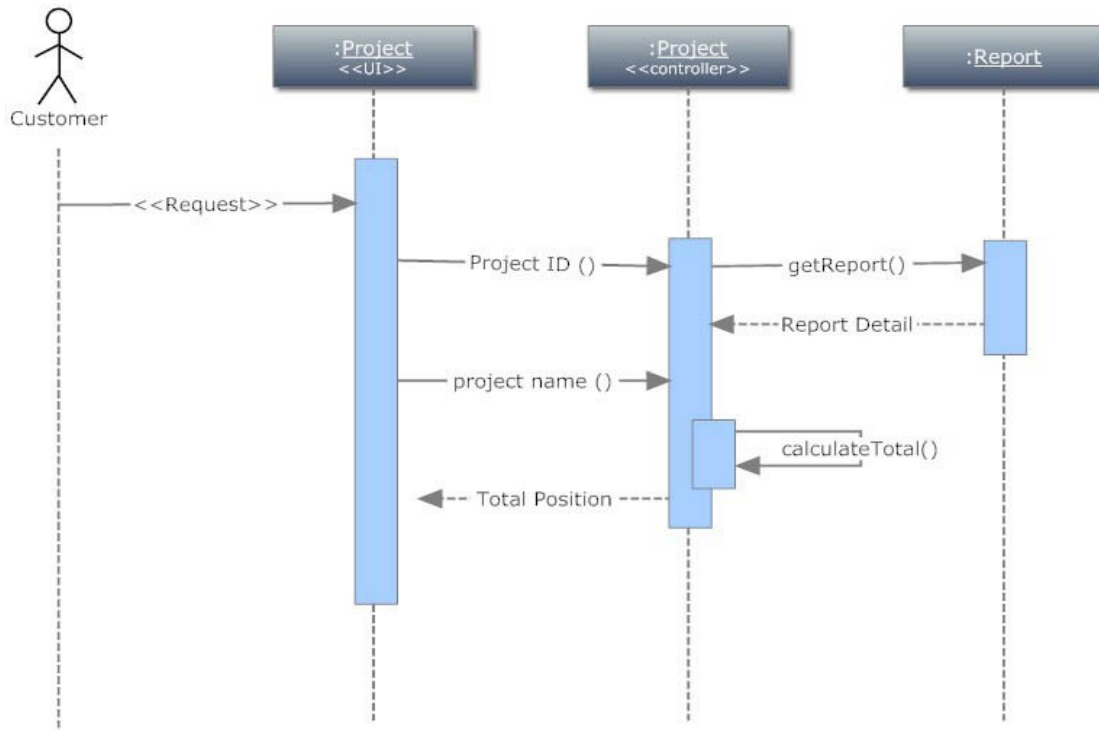 :Project
<<UI>>
:Project
<<controller>>
:Report
Customer
<<Request>>
Project ID ()
getReport()
Report Detail
project name ()
calculateTotal()
Total Position